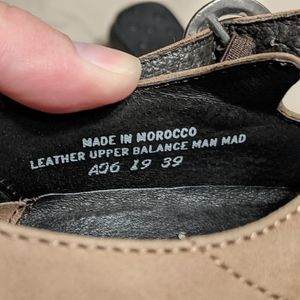 MADE IN MOROCCO
LEATHER UPPER BALANCE MAN MAD
A06 19 39